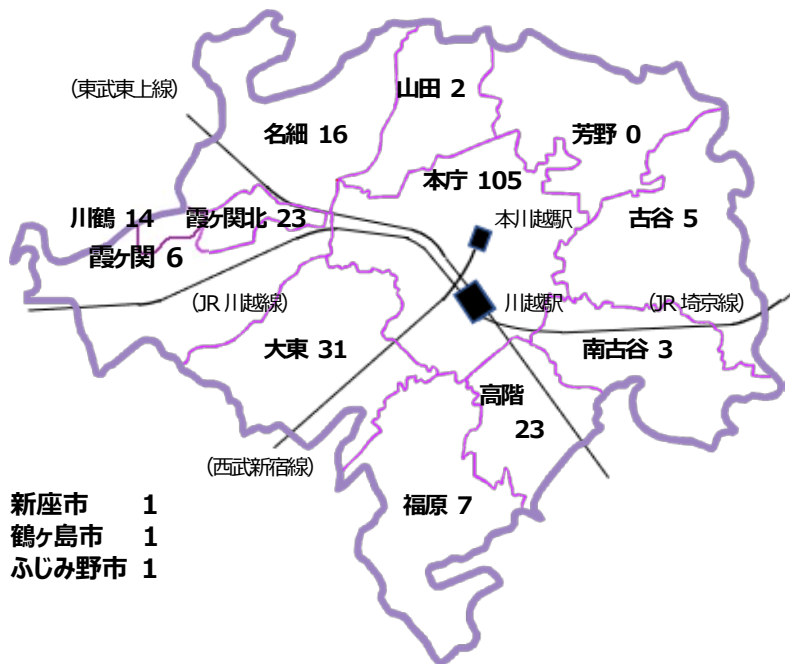 (東武東上線)
山田 2
名細 16
芳野 0
本庁 105
川鶴 14
霞ヶ関北 23
本川越駅
古谷 5
霞ヶ関 6
(JR 川越線)
川越駅
(JR 埼京線)
大東 31
南古谷 3
高階
23
(西武新宿線)
福原 7
新座市 1
鶴ヶ島市 1
ふじみ野市 1